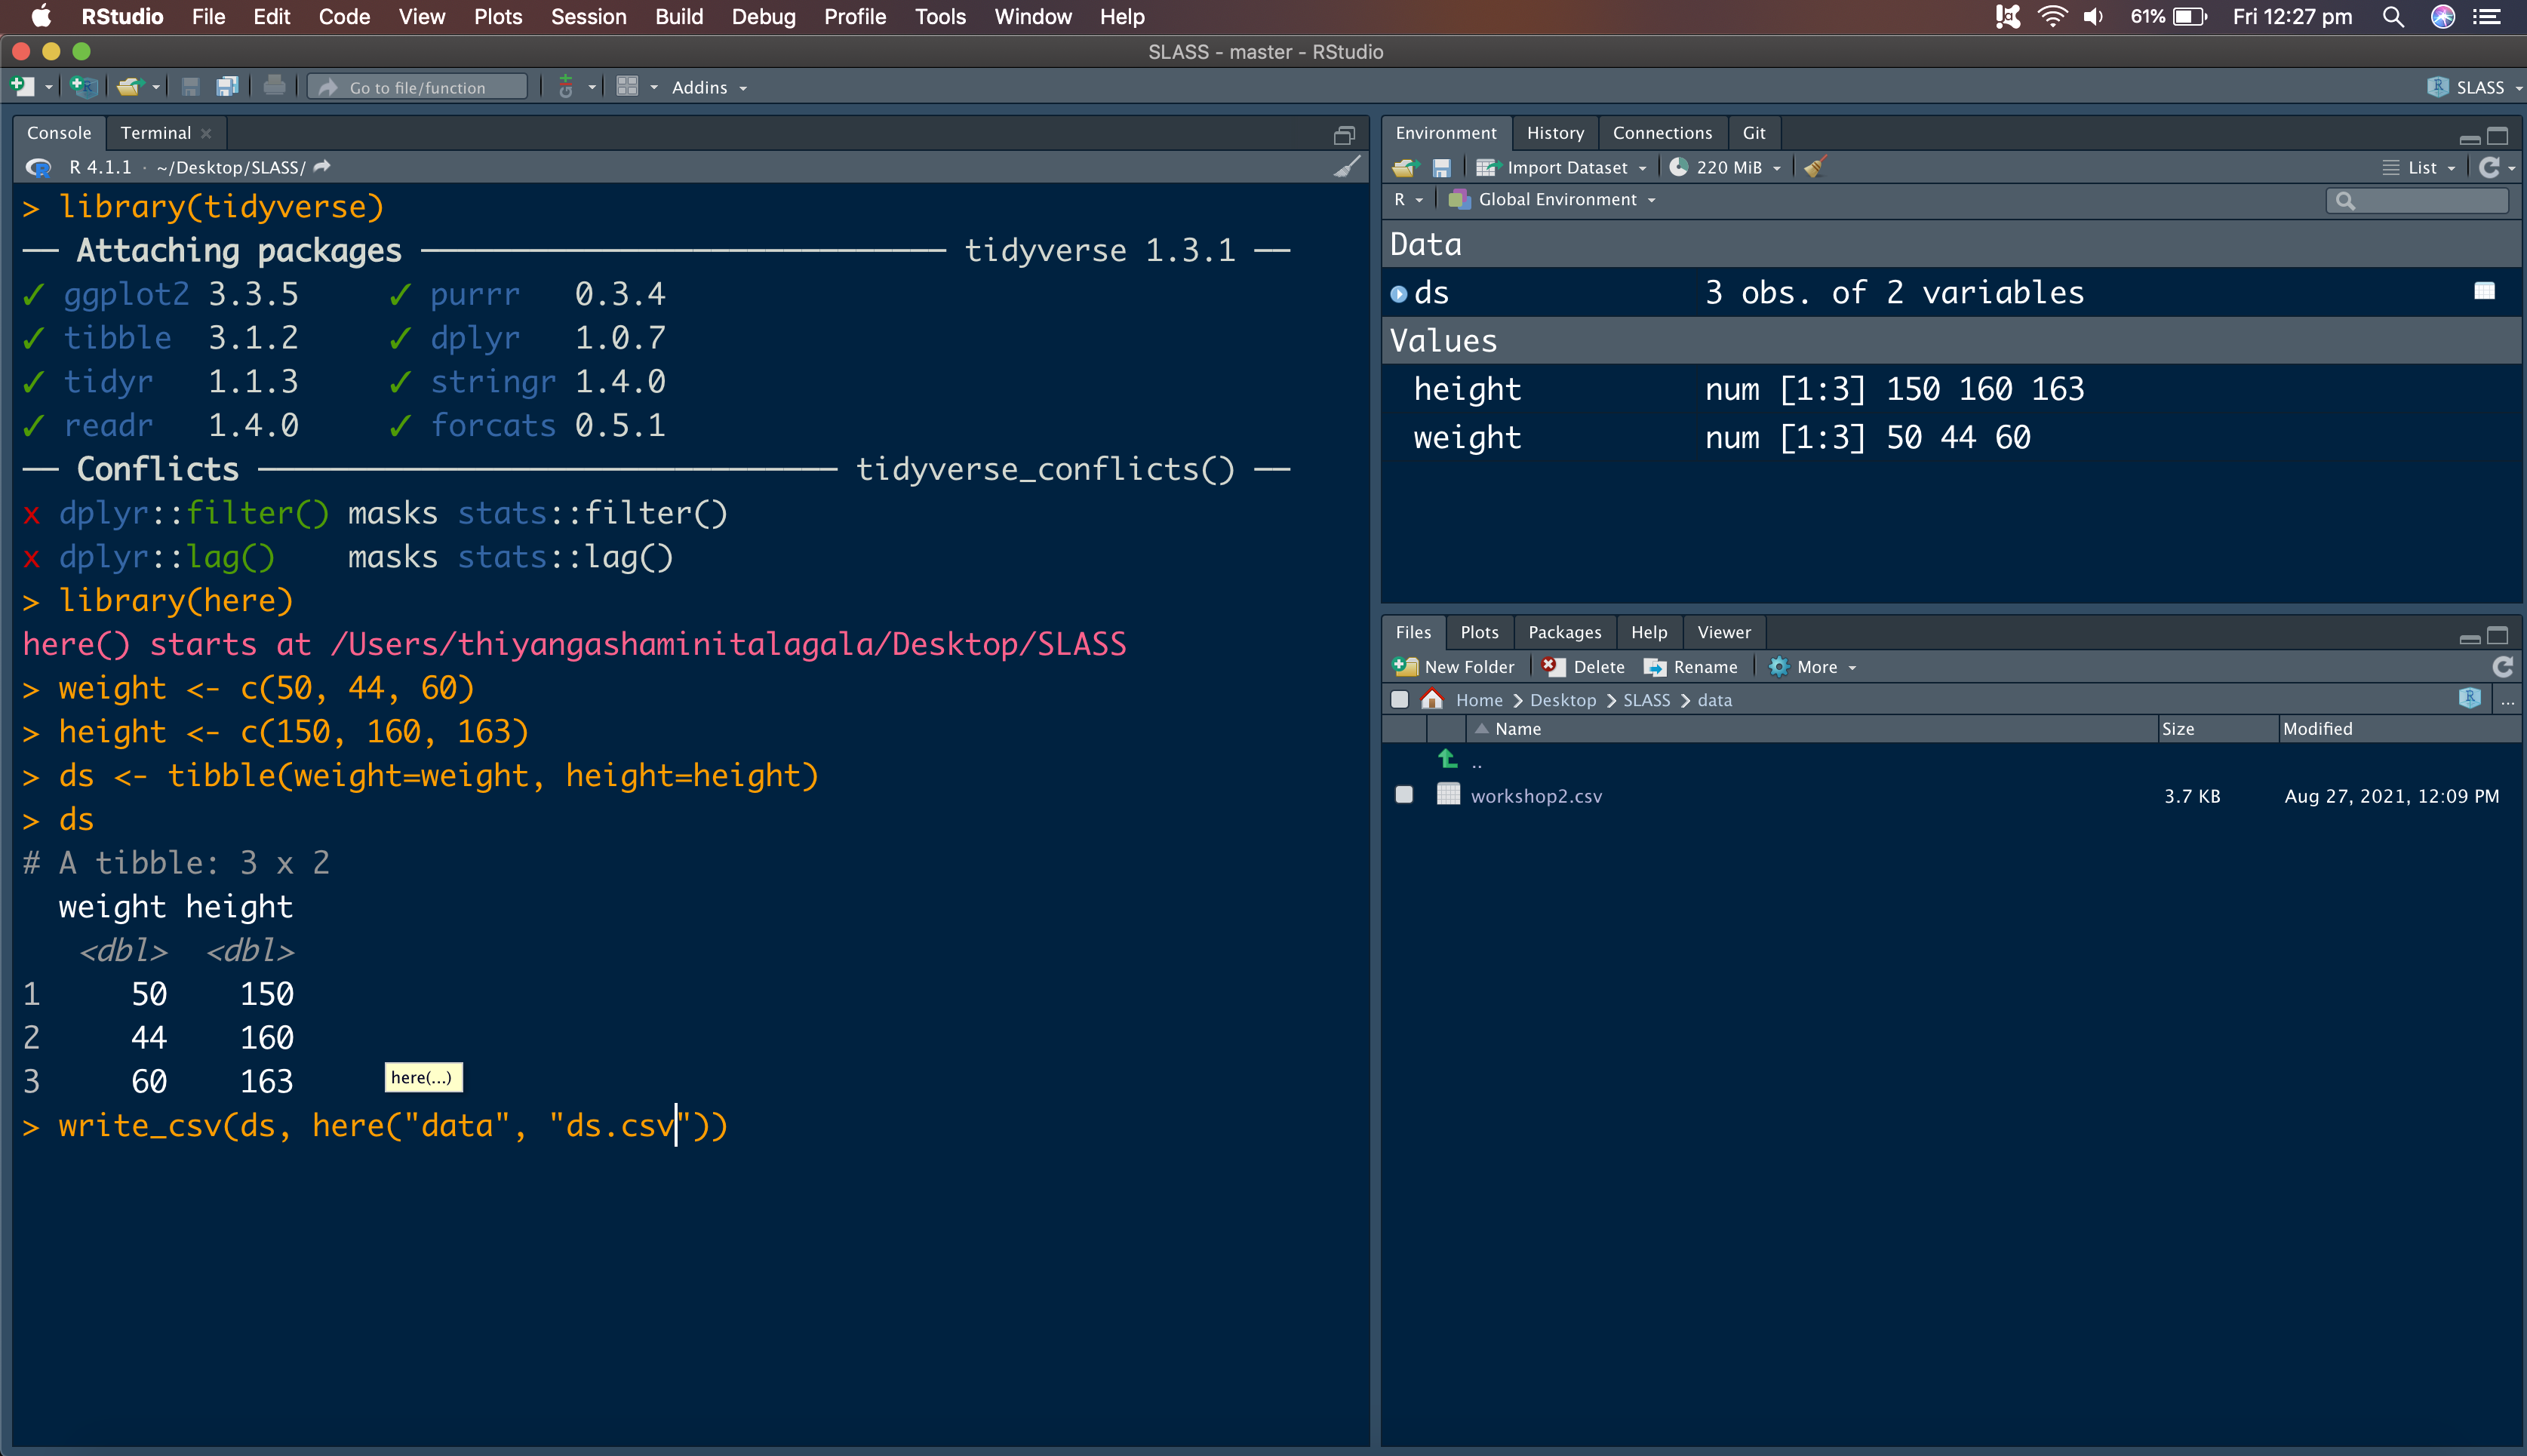 RStudio File Edit Code View Plots Session Build Debug Profile Tools Window Help 61% Fri 12:27 pm
SLASS - master - RStudio
Go to file/function Addins SLASS
Console Terminal
R 4.1.1 · ~/Desktop/SLASS/
> library(tidyverse)
── Attaching packages ───────────────────────────── tidyverse 1.3.1 ──
✓ ggplot2 3.3.5 ✓ purrr 0.3.4
✓ tibble 3.1.2 ✓ dplyr 1.0.7
✓ tidyr 1.1.3 ✓ stringr 1.4.0
✓ readr 1.4.0 ✓ forcats 0.5.1
── Conflicts ──────────────────────────────── tidyverse_conflicts() ──
x dplyr::filter() masks stats::filter()
x dplyr::lag() masks stats::lag()
> library(here)
here() starts at /Users/thiyangashaminitalagala/Desktop/SLASS
> weight <- c(50, 44, 60)
> height <- c(150, 160, 163)
> ds <- tibble(weight=weight, height=height)
> ds
# A tibble: 3 x 2
weight height
<dbl> <dbl>
1 50 150
2 44 160
3 60 163
here(...)
> write_csv(ds, here("data", "ds.csv"))
Environment History Connections Git
Import Dataset 220 MiB List
R Global Environment
Data
ds 3 obs. of 2 variables
Values
height num [1:3] 150 160 163
weight num [1:3] 50 44 60
Files Plots Packages Help Viewer
New Folder Delete Rename More
Home Desktop SLASS data ...
Name Size Modified
..
workshop2.csv 3.7 KB Aug 27, 2021, 12:09 PM